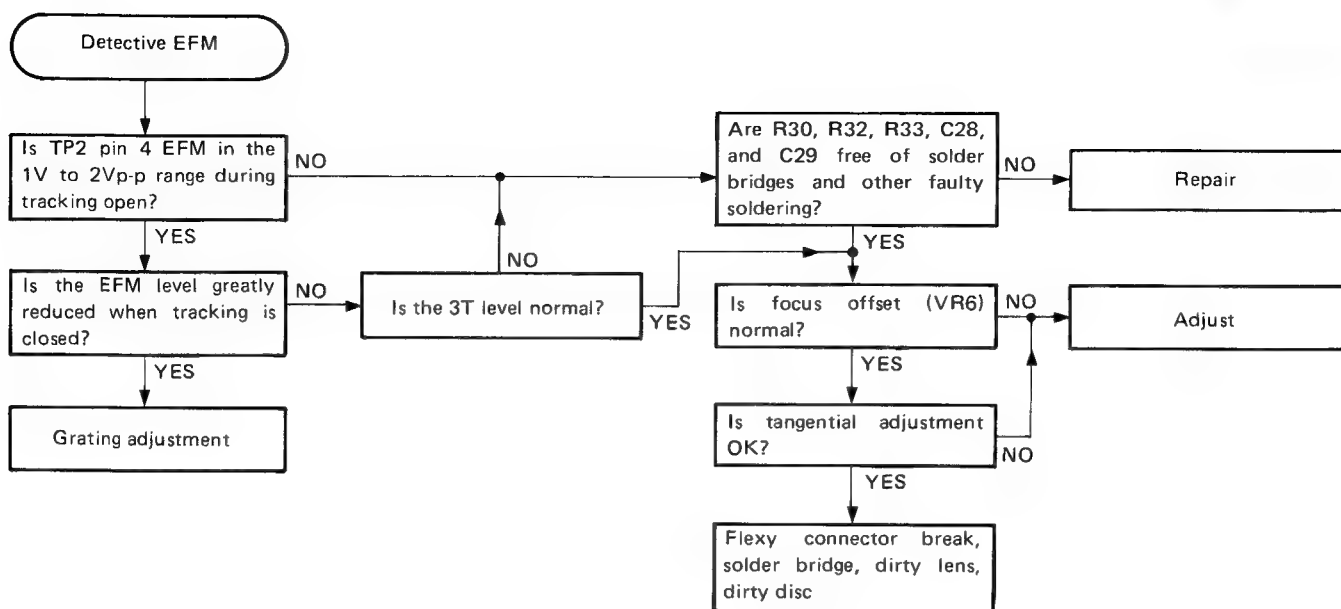 Detective EFM
Is TP2 pin 4 EFM in the
1V to 2Vp-p range during
tracking open?
NO
YES
Is the EFM level greatly
reduced when tracking is
closed?
NO
YES
Grating adjustment
Is the 3T level normal?
NO
YES
Are R30, R32, R33, C28,
and C29 free of solder
bridges and other faulty
soldering?
NO
Repair
YES
Is focus offset (VR6)
normal?
NO
Adjust
YES
Is tangential adjustment
OK?
NO
YES
Flexy connector break,
solder bridge, dirty lens,
dirty disc